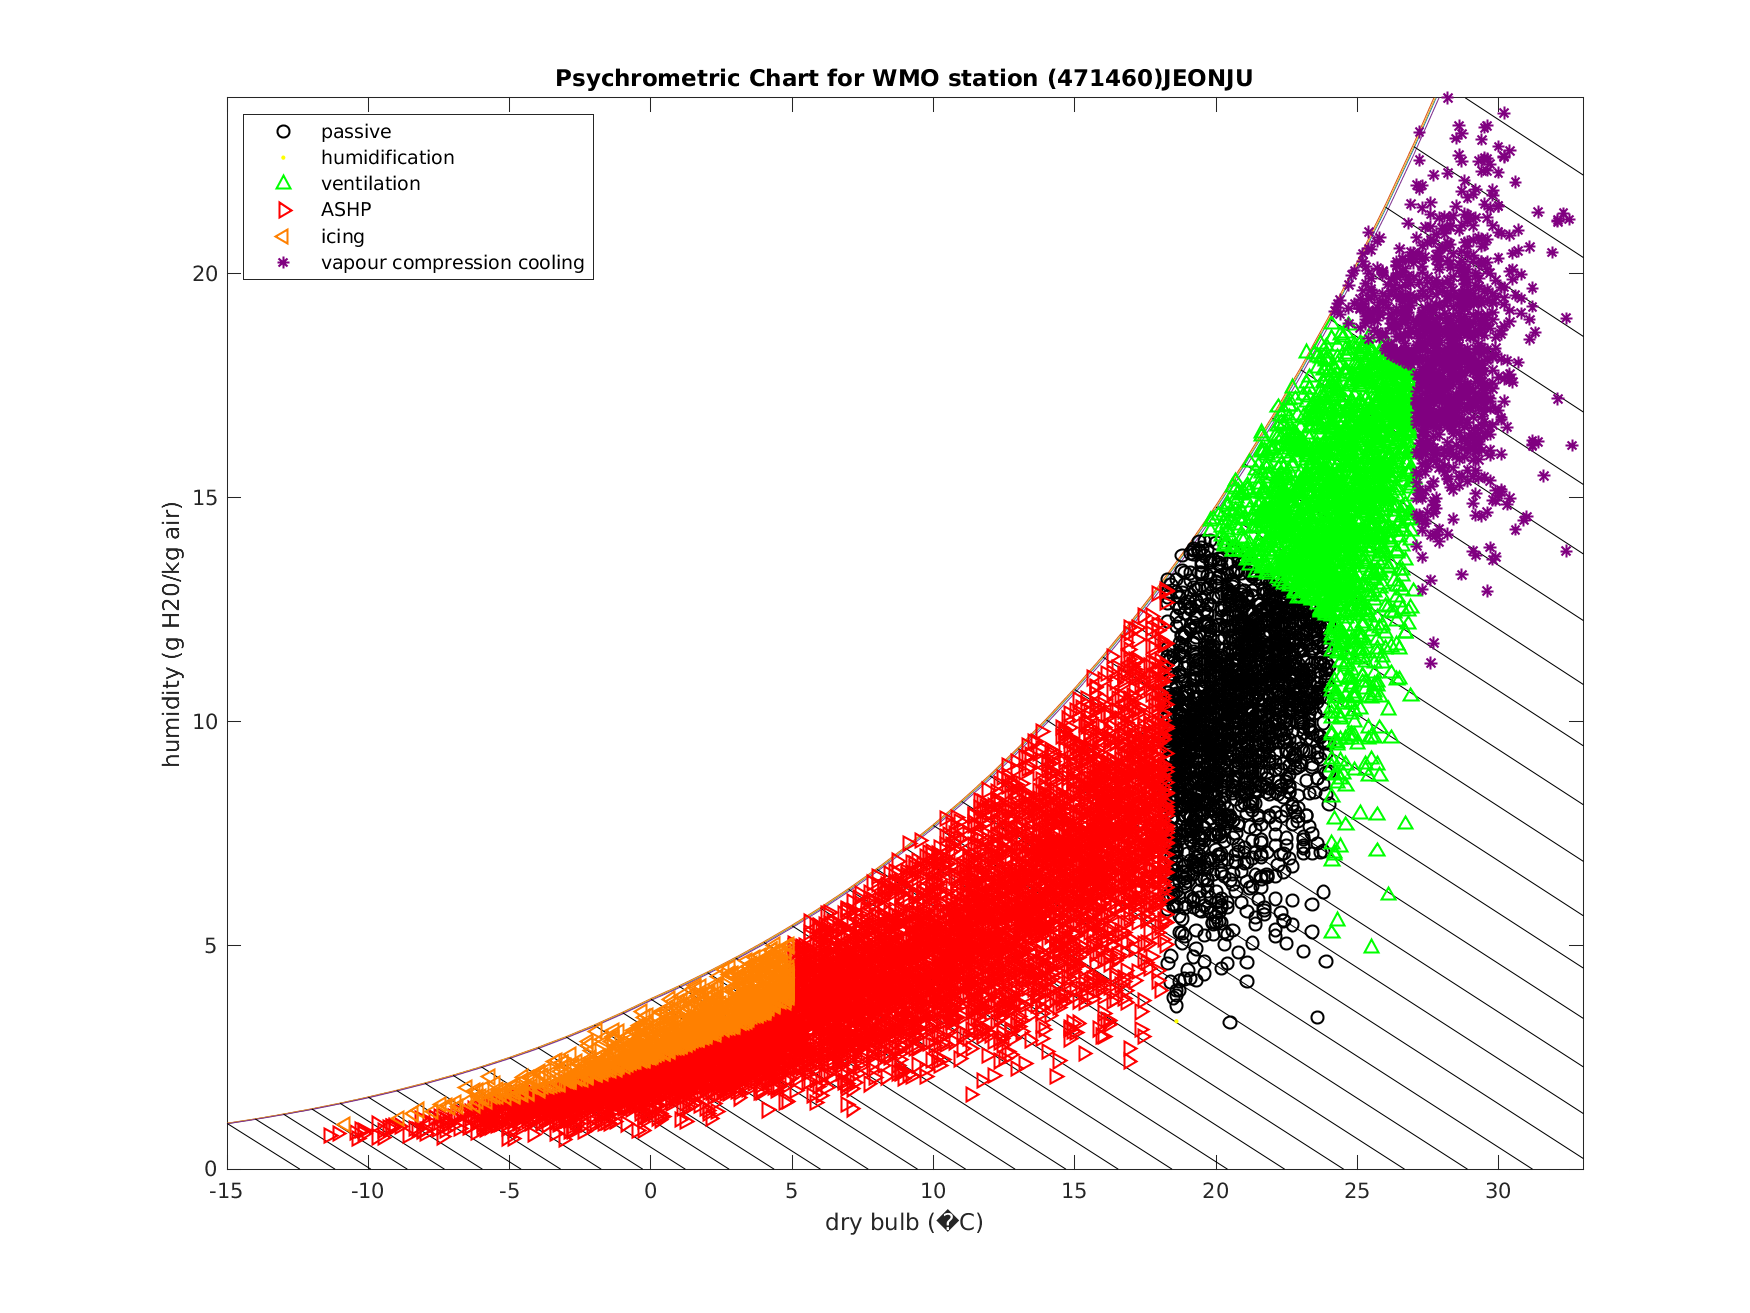 Psychrometric Chart for WMO station (471460)JEONJU
passive
humidification
ventilation
ASHP
icing
vapour compression cooling
humidity (g H20/kg air)
20
15
10
5
0
-15 -10 -5 0 5 10 15 20 25 30
dry bulb (�C)